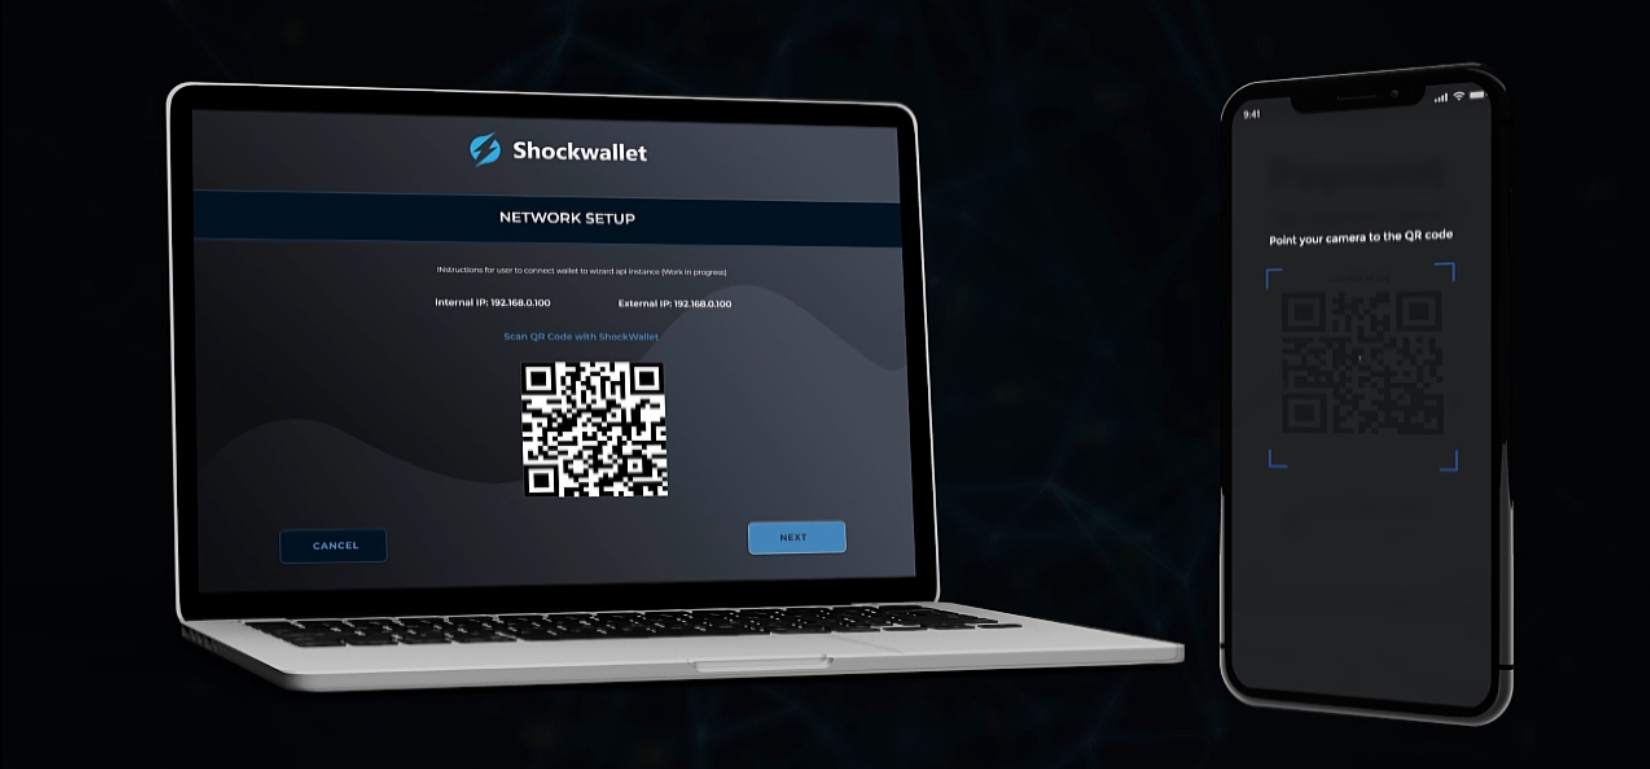 Shockwallet
NETWORK SETUP
INstructions for user to connect wallet to wizard api instance (Work in progress)
Internal IP: 192.168.0.100 External IP: 192.168.0.100
Scan QR Code with ShockWallet
CANCEL
NEXT
9:41
Point your camera to the QR code